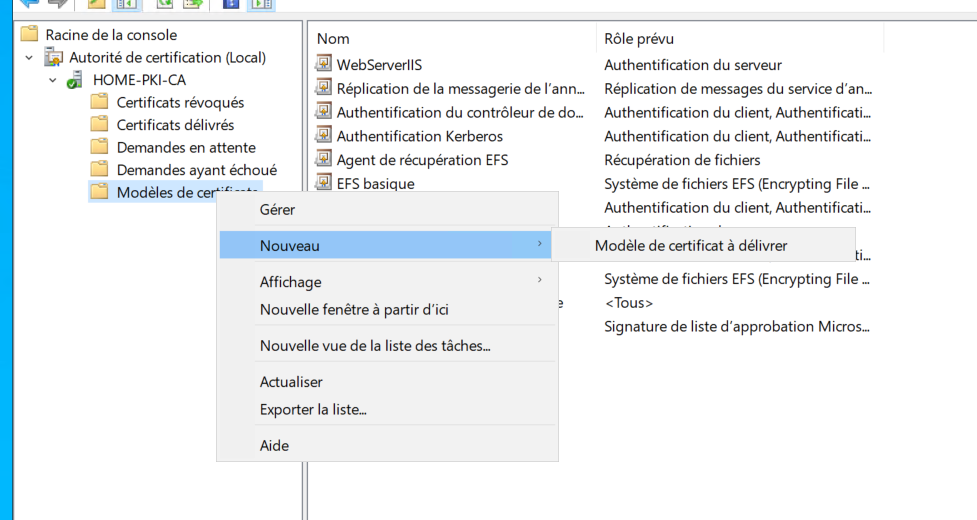 Racine de la console
Autorité de certification (Local)
HOME-PKI-CA
Certificats révoqués
Certificats délivrés
Demandes en attente
Demandes ayant échoué
Modèles de certificats
Nom Rôle prévu
WebServerIIS Authentification du serveur
Réplication de la messagerie de l'ann... Réplication de messages du service d'an...
Authentification du contrôleur de do... Authentification du client, Authentificati...
Authentification Kerberos Authentification du client, Authentificati...
Agent de récupération EFS Récupération de fichiers
EFS basique Système de fichiers EFS (Encrypting File ...
Authentification du client, Authentificati...
ti...
Système de fichiers EFS (Encrypting File ...
e <Tous>
Signature de liste d'approbation Micros...
Gérer
Nouveau
Modèle de certificat à délivrer
Affichage
Nouvelle fenêtre à partir d'ici
Nouvelle vue de la liste des tâches...
Actualiser
Exporter la liste...
Aide